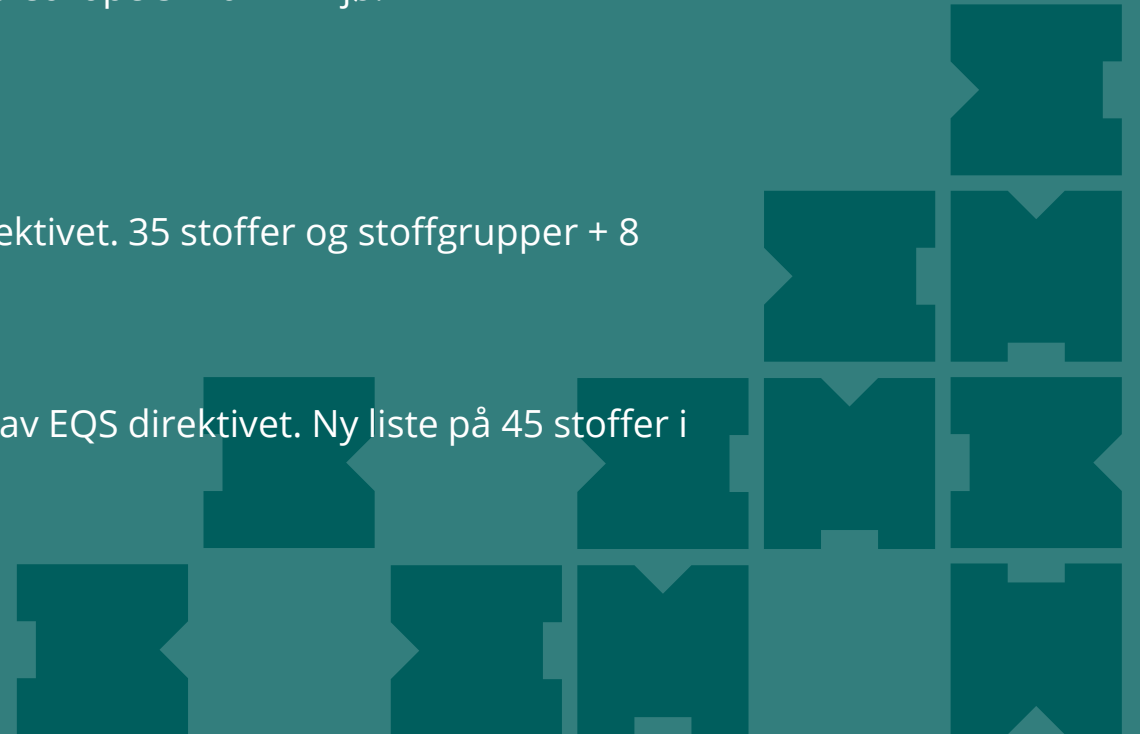 ektivet. 35 stoffer og stoffgrupper + 8
av EQS direktivet. Ny liste på 45 stoffer i